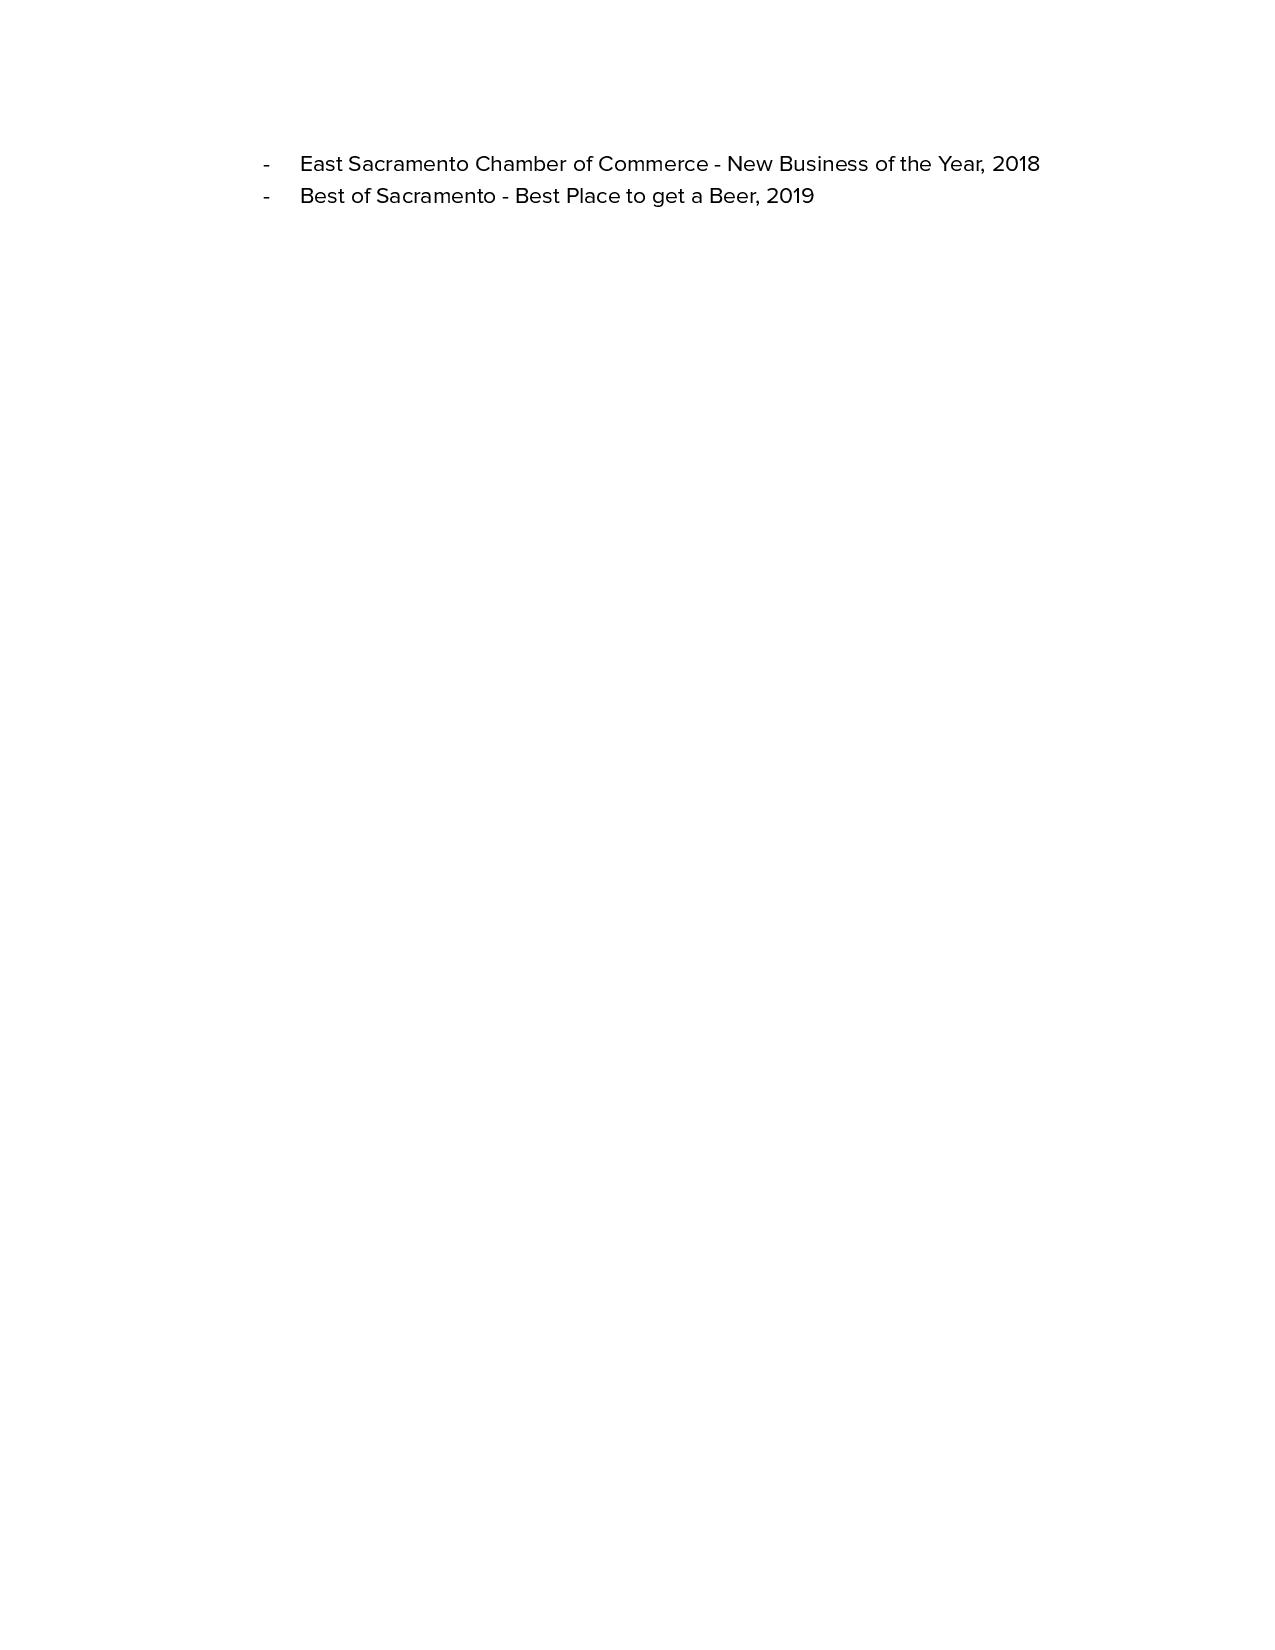 - East Sacramento Chamber of Commerce - New Business of the Year, 2018
- Best of Sacramento - Best Place to get a Beer, 2019